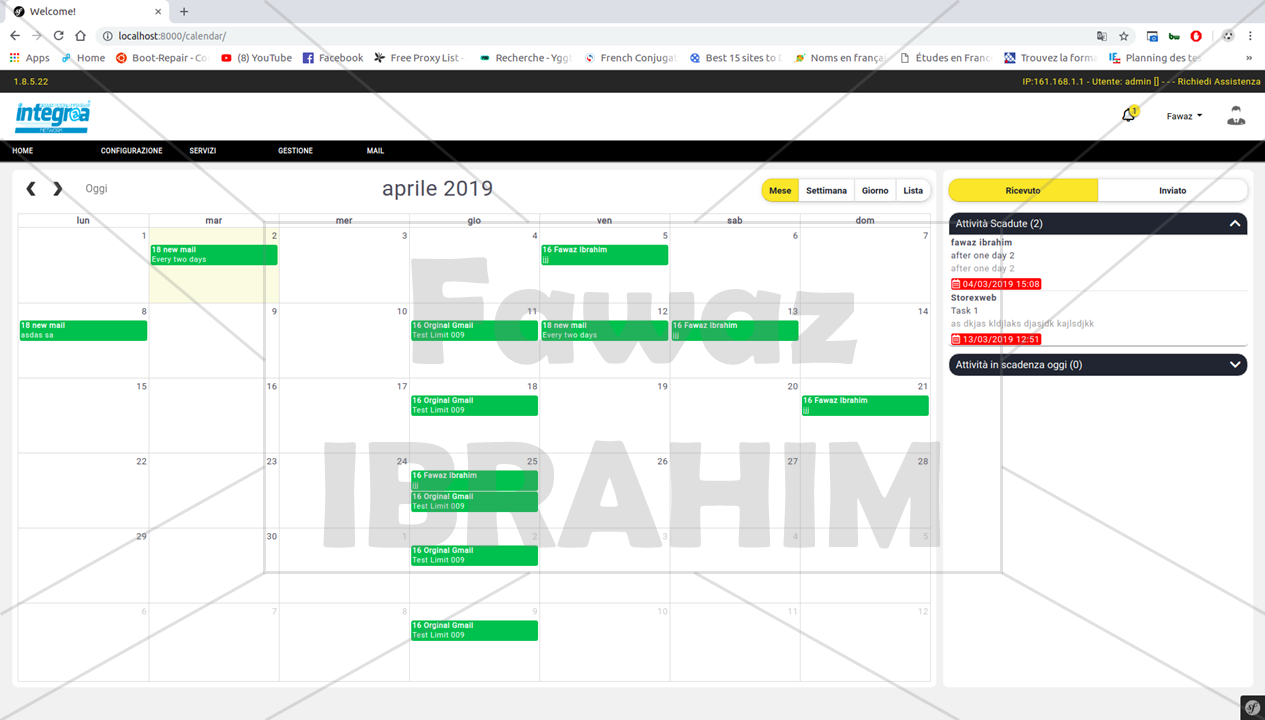 Welcome!
localhost:8000/calendar/
Apps Home Boot-Repair - Co (8) YouTube Facebook Free Proxy List - Recherche - Ygg French Conjuga Best 15 sites to D Noms en frança Études en Franc Trouvez la forma Planning des tes »
1.8.5.22 IP:161.168.1.1 - Utente: admin [] - - - Richiedi Assistenza
integraa
NETWORK
1
Fawaz
HOME CONFIGURAZIONE SERVIZI GESTIONE MAIL
Oggi aprile 2019 Mese Settimana Giorno Lista
lun mar mer gio ven sab dom
1 2 3 4 5 6 7
18 new mail
Every two days
16 Fawaz Ibrahim
jjj
8 9 10 11 12 13 14
18 new mail
asdas sa
16 Orginal Gmail
Test Limit 009
18 new mail
Every two days
16 Fawaz Ibrahim
jjj
15 16 17 18 19 20 21
16 Orginal Gmail
Test Limit 009
16 Fawaz Ibrahim
jjj
22 23 24 25 26 27 28
16 Fawaz Ibrahim
jjj
16 Orginal Gmail
Test Limit 009
29 30 1 2 3 4 5
16 Orginal Gmail
Test Limit 009
6 7 8 9 10 11 12
16 Orginal Gmail
Test Limit 009
Ricevuto Inviato
Attività Scadute (2)
fawaz ibrahim
after one day 2
after one day 2
04/03/2019 15:08
Storexweb
Task 1
as dkjas kldjlaks djasjdk kajlsdjkk
13/03/2019 12:51
Attività in scadenza oggi (0)
Fawaz
IBRAHIM
sf